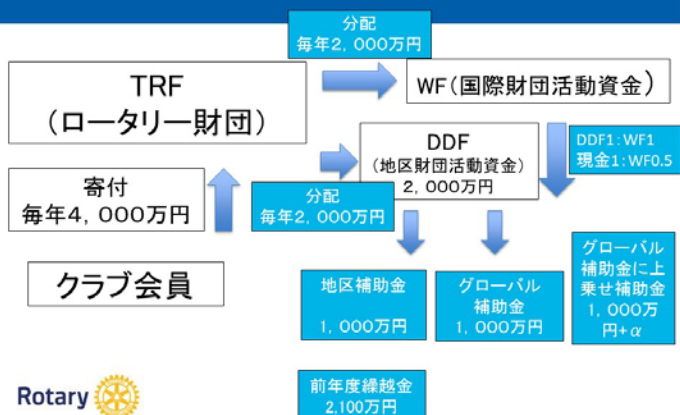 分配
毎年2，000万円
TRF
（ロータリー財団）
WF（国際財団活動資金）
DDF
（地区財団活動資金）
2，000万円
DDF1：WF1
現金1：WF0.5
寄付
毎年4，000万円
分配
毎年2，000万円
クラブ会員
地区補助金
1，000万円
グローバル
補助金
1，000万円
グローバル
補助金に上
乗せ補助金
1，000万
円+α
前年度繰越金
2,100万円
Rotary